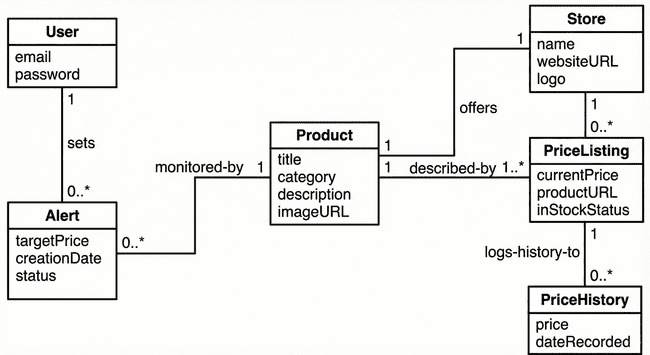 User
email
password
1
sets
0..*
Alert
targetPrice
creationDate
status
0..*
monitored-by
1
Product
title
category
description
imageURL
1
offers
1
1
described-by
1..*
Store
name
websiteURL
logo
1
0..*
PriceListing
currentPrice
productURL
inStockStatus
1
logs-history-to
0..*
PriceHistory
price
dateRecorded